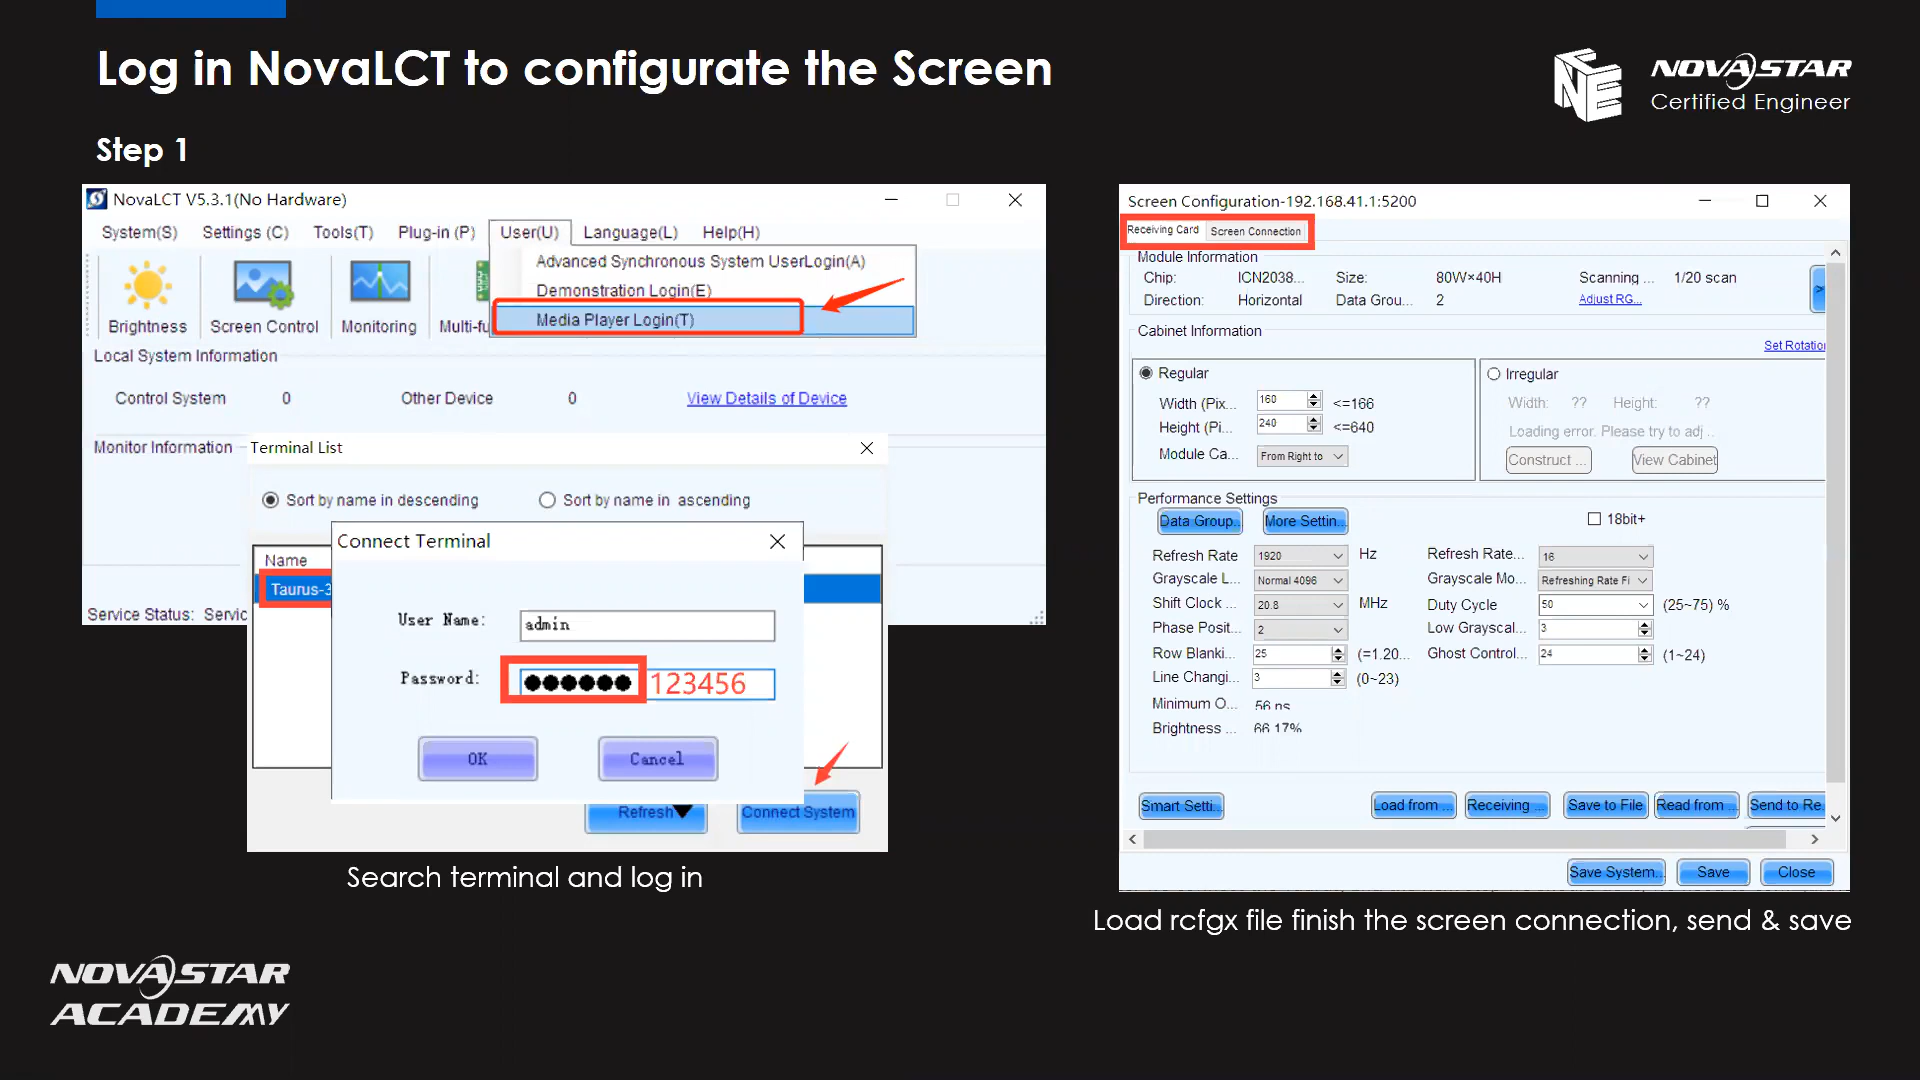 Log in NovaLCT to configurate the Screen
NOVASTAR
Certified Engineer
Step 1
NovaLCT V5.3.1(No Hardware)
System(S) Settings (C) Tools(T) Plug-in (P) User(U) Language(L) Help(H)
Advanced Synchronous System UserLogin(A)
Demonstration Login(E)
Media Player Login(T)
Brightness Screen Control Monitoring Multi-fu
Local System Information
Control System 0 Other Device 0 View Details of Device
Monitor Information
Terminal List
Sort by name in descending Sort by name in ascending
Name
Taurus-3
Connect Terminal
User Name: admin
Password: ●●●●●● 123456
OK Cancel
Service Status: Servic
Refresh Connect System
Search terminal and log in
Screen Configuration-192.168.41.1:5200
Receiving Card Screen Connection
Module Information
Chip: ICN2038... Size: 80W×40H Scanning ... 1/20 scan
Direction: Horizontal Data Grou... 2 Adjust RG...
Cabinet Information
Set Rotation
Regular
Width (Pix... 160 <=166
Height (Pi... 240 <=640
Module Ca... From Right to
Irregular
Width: ?? Height: ??
Loading error. Please try to adj ..
Construct ... View Cabinet
Performance Settings
Data Group.. More Settin...
18bit+
Refresh Rate 1920 Hz Refresh Rate... 16
Grayscale L... Normal 4096 Grayscale Mo... Refreshing Rate Fi
Shift Clock ... 20.8 MHz Duty Cycle 50 (25~75) %
Phase Posit... 2 Low Grayscal... 3
Row Blanki... 25 (=1.20... Ghost Control... 24 (1~24)
Line Changi... 3 (0~23)
Minimum O... 56 ns
Brightness ... 66.17%
Smart Setti.. Load from ... Receiving ... Save to File Read from ... Send to Re..
Save System.. Save Close
Load rcfgx file finish the screen connection, send & save
NOVASTAR
ACADEMY